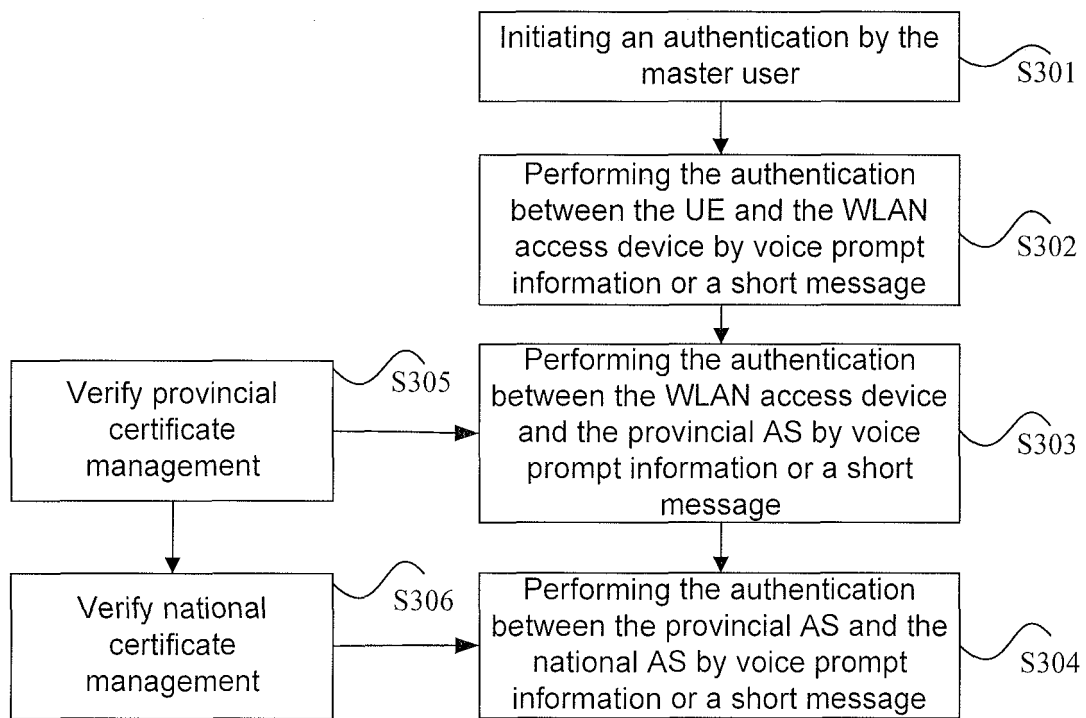 Initiating an authentication by the
master user
S301
Performing the authentication
between the UE and the WLAN
access device by voice prompt
information or a short message
S302
Performing the authentication
between the WLAN access device
and the provincial AS by voice
prompt information or a short
message
S303
Verify provincial
certificate
management
S305
Verify national
certificate
management
S306
Performing the authentication
between the provincial AS and the
national AS by voice prompt
information or a short message
S304